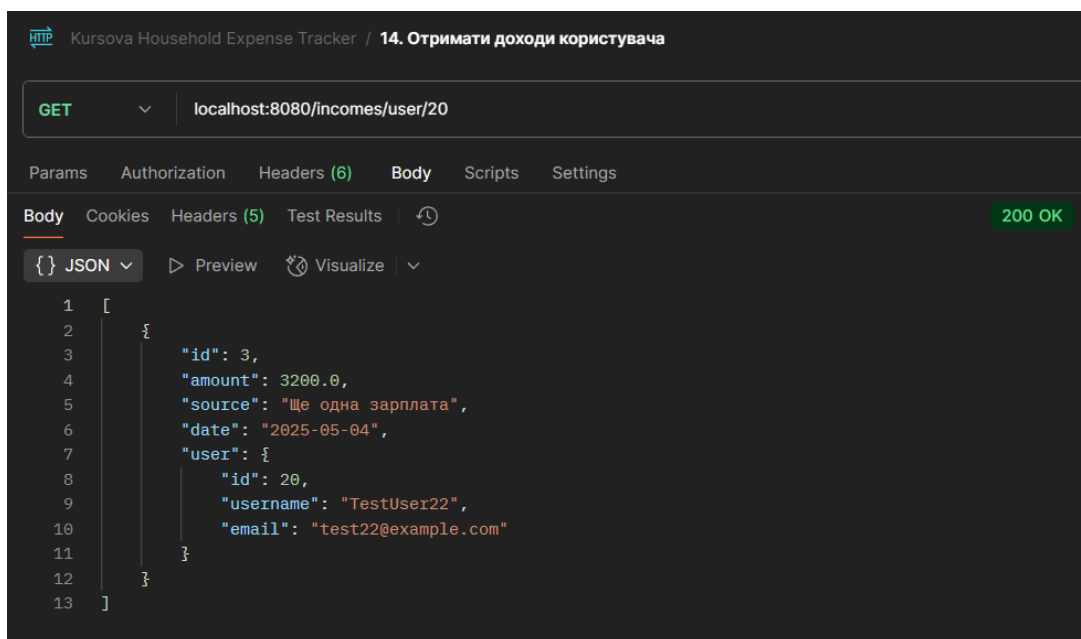 HTTP Kursova Household Expense Tracker / 14. Отримати доходи користувача
GET localhost:8080/incomes/user/20
Params Authorization Headers (6) Body Scripts Settings
Body Cookies Headers (5) Test Results 200 OK
{} JSON Preview Visualize
1 [
2 {
3 "id": 3,
4 "amount": 3200.0,
5 "source": "Ще одна зарплата",
6 "date": "2025-05-04",
7 "user": {
8 "id": 20,
9 "username": "TestUser22",
10 "email": "test22@example.com"
11 }
12 }
13 ]